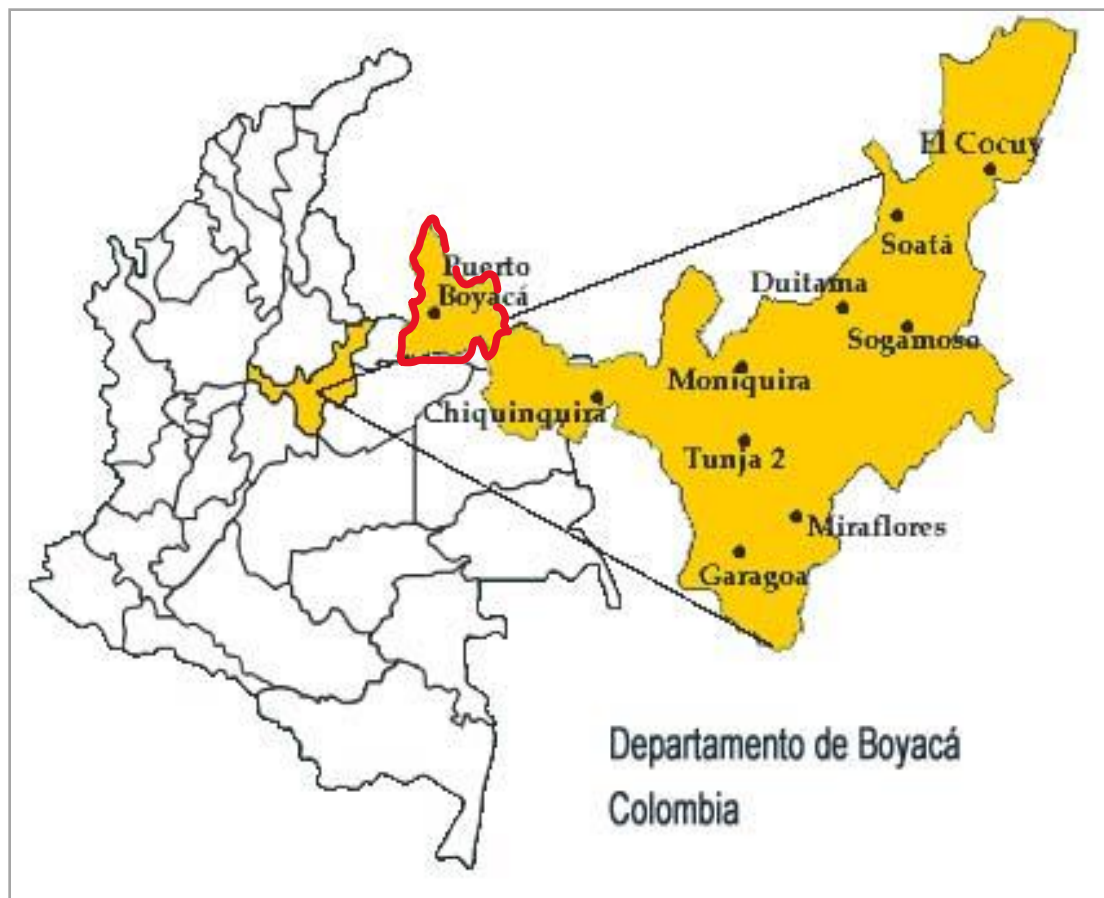 El Cocuy
Soatá
Puerto
Boyacá
Duitama
Sogamoso
Moniquira
Chiquinquira
Tunja 2
Miraflores
Garagoa
Departamento de Boyacá
Colombia